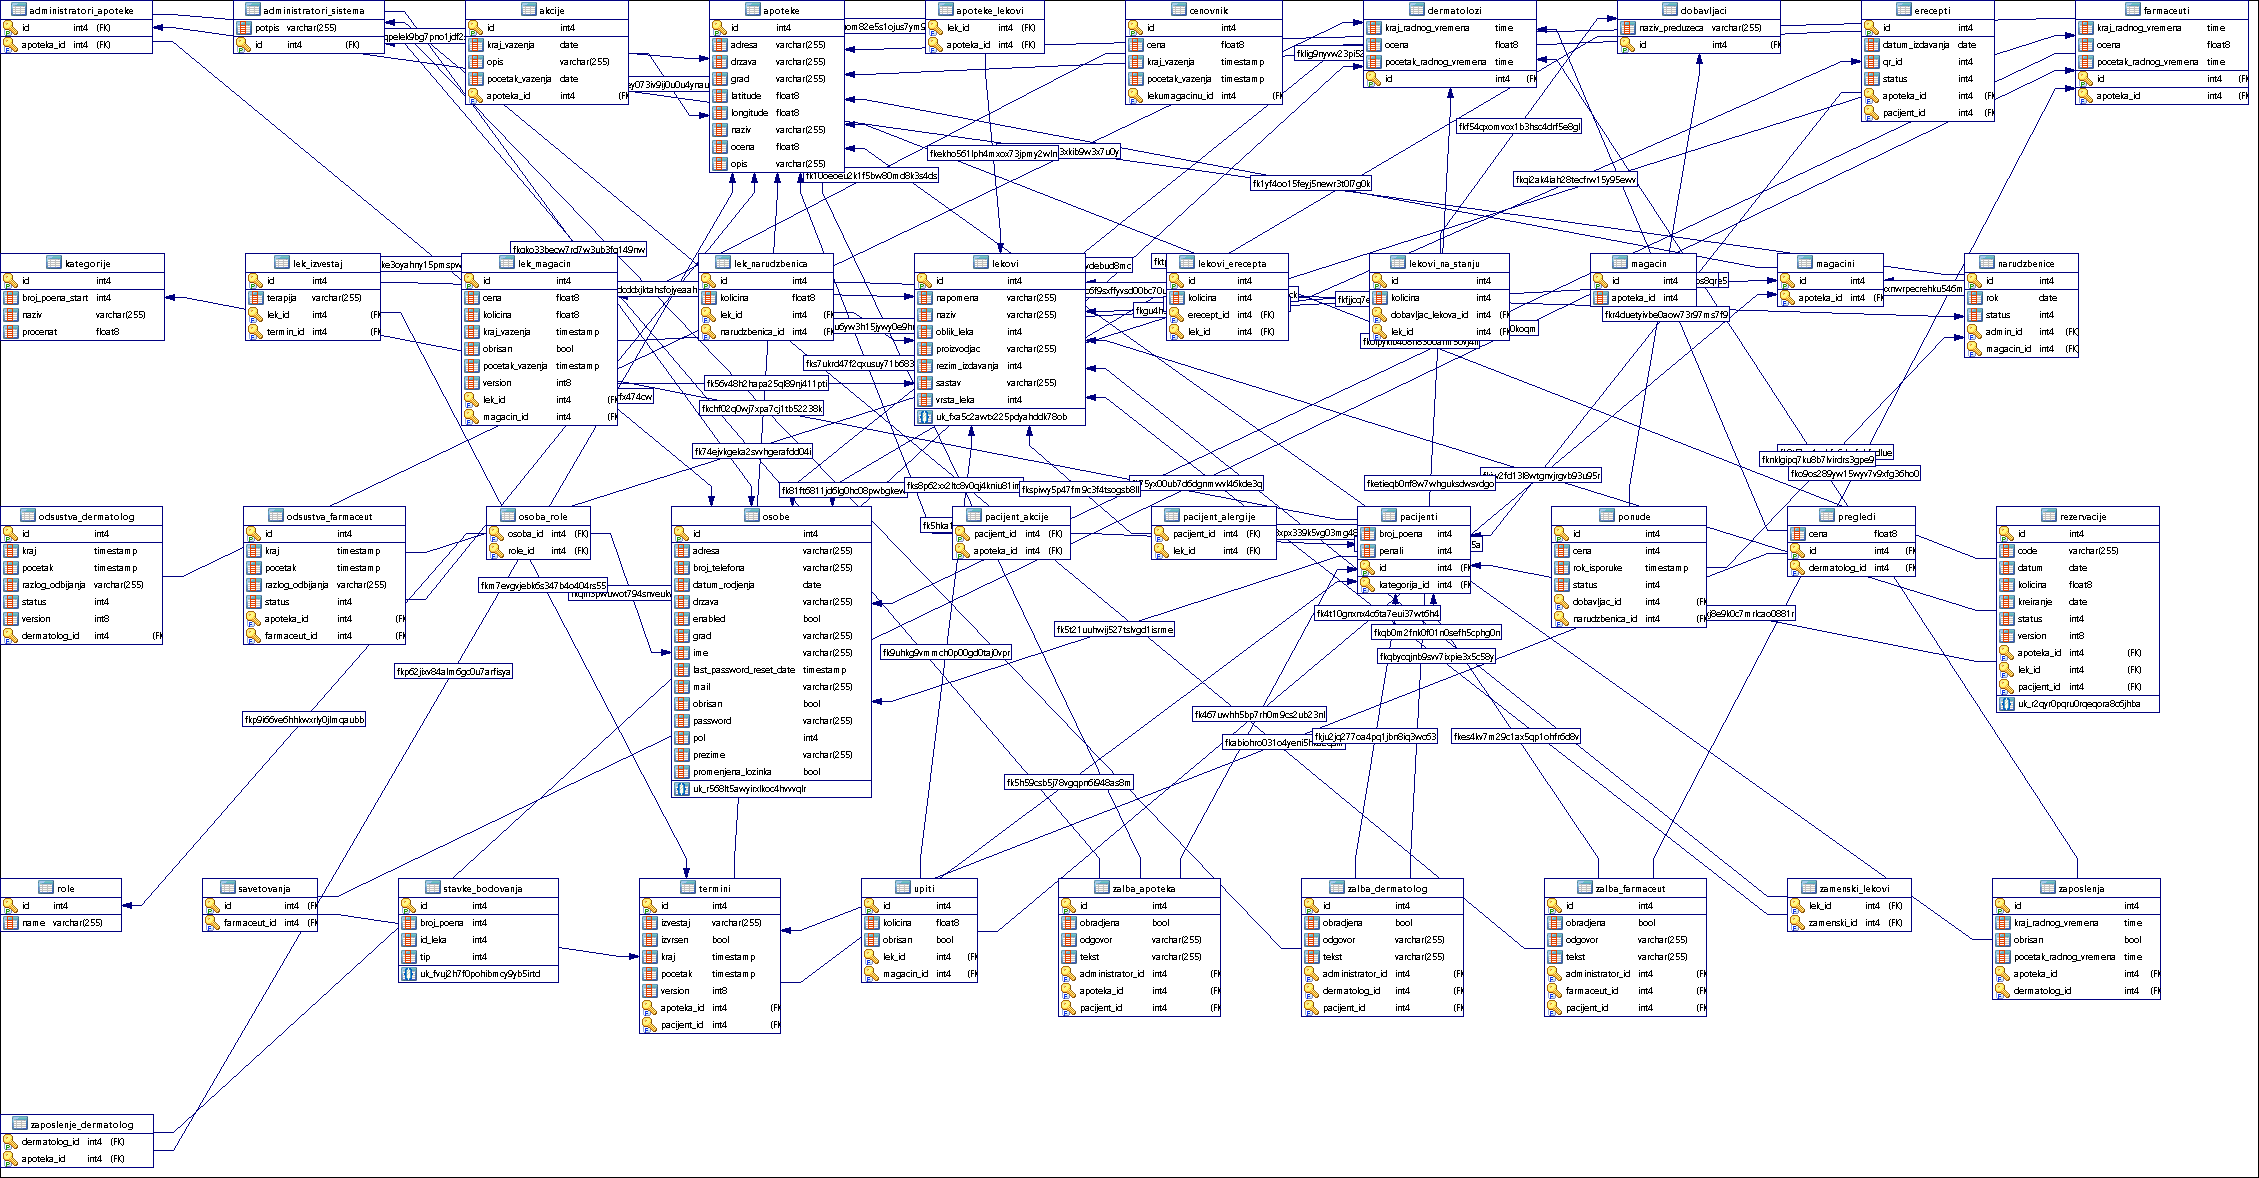 administratori_apoteke
id int4 (FK)
apoteka_id int4 (FK)
administratori_sistema
potpis varchar(255)
id int4 (FK)
akcije
id int4
kraj_vazenja date
opis varchar(255)
pocetak_vazenja date
apoteka_id int4
apoteke
id int4
adresa varchar(255)
drzava varchar(255)
grad varchar(255)
latitude float8
longitude float8
naziv varchar(255)
ocena float8
opis varchar(255)
apoteke_lekovi
lek_id int4 (FK)
apoteka_id int4 (FK)
cenovnik
id int4
cena float8
kraj_vazenja timestamp
pocetak_vazenja timestamp
lekumagacinu_id int4
dermatolozi
kraj_radnog_vremena time
ocena float8
pocetak_radnog_vremena time
id int4
dobavljaci
naziv_preduzeca varchar(255)
id int4
erecepti
id int4
datum_izdavanja date
qr_id int4
status int4
apoteka_id int4
pacijent_id int4
farmaceuti
kraj_radnog_vremena time
ocena float8
pocetak_radnog_vremena time
id int4
apoteka_id int4
kategorije
id int4
broj_poena_start int4
naziv varchar(255)
procenat float8
lek_izvestaj
id int4
terapija varchar(255)
lek_id int4
termin_id int4
lek_magacin
id int4
cena float8
kolicina float8
kraj_vazenja timestamp
obrisan bool
pocetak_vazenja timestamp
version int8
lek_id int4
magacin_id int4
lek_narudzbenica
id int4
kolicina float8
lek_id int4
narudzbenica_id int4
lekovi
id int4
napomena varchar(255)
naziv varchar(255)
oblik_leka int4
proizvodjac varchar(255)
rezim_izdavanja int4
sastav varchar(255)
vrsta_leka int4
uk_fxa5c2awtx225pdyahddk78ob
lekovi_erecepta
id int4
kolicina int4
erecept_id int4 (FK)
lek_id int4 (FK)
lekovi_na_stanju
id int4
kolicina int4
dobavljac_lekova_id int4
lek_id int4
magacin
id int4
apoteka_id int4
magacini
id int4
apoteka_id int4
narudzbenice
id int4
rok date
status int4
admin_id int4 (FK)
magacin_id int4 (FK)
odsustva_dermatolog
id int4
kraj timestamp
pocetak timestamp
razlog_odbijanja varchar(255)
status int4
version int8
dermatolog_id int4
odsustva_farmaceut
id int4
kraj timestamp
pocetak timestamp
razlog_odbijanja varchar(255)
status int4
apoteka_id int4
farmaceut_id int4
osoba_role
osoba_id int4 (FK)
role_id int4 (FK)
osobe
id int4
adresa varchar(255)
broj_telefona varchar(255)
datum_rodjenja date
drzava varchar(255)
enabled bool
grad varchar(255)
ime varchar(255)
last_password_reset_date timestamp
mail varchar(255)
obrisan bool
password varchar(255)
pol int4
prezime varchar(255)
promenjena_lozinka bool
uk_r568lt5awyirxlkoc4hvvvqlr
pacijent_akcije
pacijent_id int4 (FK)
apoteka_id int4 (FK)
pacijent_alergije
pacijent_id int4 (FK)
lek_id int4 (FK)
pacijenti
broj_poena int4
penali int4
id int4
kategorija_id int4
ponude
id int4
cena int4
rok_isporuke timestamp
status int4
dobavljac_id int4
narudzbenica_id int4
pregledi
cena float8
id int4
dermatolog_id int4
rezervacije
id int4
code varchar(255)
datum date
kolicina float8
kreiranje date
status int4
version int8
apoteka_id int4 (FK)
lek_id int4 (FK)
pacijent_id int4 (FK)
uk_r2qyr0pqru0rqeqora8c6jhba
role
id int4
name varchar(255)
savetovanja
id int4
farmaceut_id int4
stavke_bodovanja
id int4
broj_poena int4
id_leka int4
tip int4
uk_fvuj2h7f0pohibmcy9yb5irtd
termini
id int4
izvestaj varchar(255)
izvrsen bool
kraj timestamp
pocetak timestamp
version int8
apoteka_id int4
pacijent_id int4
upiti
id int4
kolicina float8
obrisan bool
lek_id int4
magacin_id int4
zalba_apoteka
id int4
obradjena bool
odgovor varchar(255)
tekst varchar(255)
administrator_id int4
apoteka_id int4
pacijent_id int4
zalba_dermatolog
id int4
obradjena bool
odgovor varchar(255)
tekst varchar(255)
administrator_id int4
dermatolog_id int4
pacijent_id int4
zalba_farmaceut
id int4
obradjena bool
odgovor varchar(255)
tekst varchar(255)
administrator_id int4
farmaceut_id int4
pacijent_id int4
zamenski_lekovi
lek_id int4 (FK)
zamenski_id int4 (FK)
zaposlenja
id int4
kraj_radnog_vremena time
obrisan bool
pocetak_radnog_vremena time
apoteka_id int4
dermatolog_id int4
zaposlenje_dermatolog
dermatolog_id int4 (FK)
apoteka_id int4 (FK)
fkf54qxomvox1b3hsc4drf5e8gl
fk1yf4oo15feyj5newr3t0l7g0k
fkqi2ak4iah28tecfrw15y95ewv
fkr4duetyivbe0aow73r97ms7f9
fk56v48h2hapa25ql89nj411pti
fkchf02q0wj7xpa7cj1tb52238k
fk74ejvkgeka2svvhgerafdd04i
fk5t21uuhwij527tslvgd1isrme
fk9uhkg9vmmch0p00gd0taj0vpr
fkp62jixv84alm6gc0u7arfisya
fkp9i66ve6hhkwxrly0jlmqaubb
fk467uwhh5bp7rh0m9cs2ub23nl
fkju2jq277oa4pq1jbn8iq3wc63
fkes4kv7m29c1ax5qp1ohfr6d8v
fk5h59csb5j78vgqpn6i948as8m
fk4t10gnxnx4c6ta7eui37wt6h4
fkqb0m2fnk0f01n0sefh5cphg0n
fkqbycqjnb9svv7ixpie3x5c58y